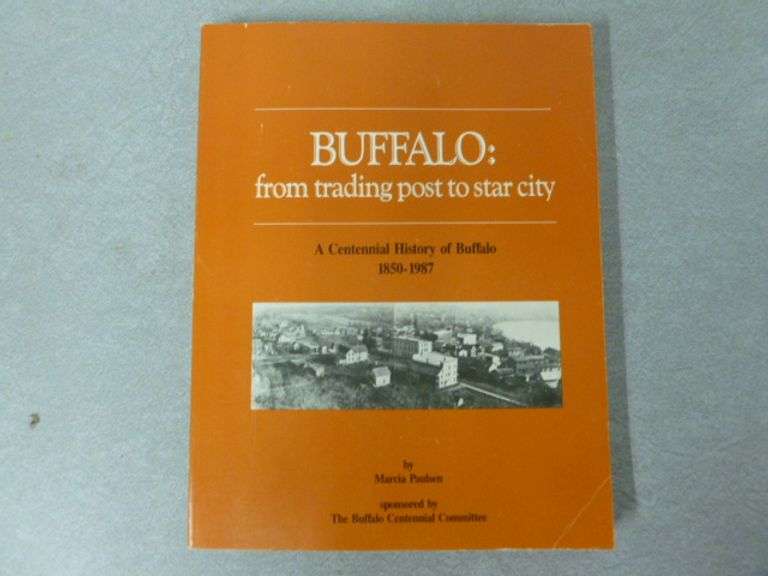 BUFFALO:
from trading post to star city
A Centennial History of Buffalo
1850-1987
by
Marcia Paulsen
sponsored by
The Buffalo Centennial Committee